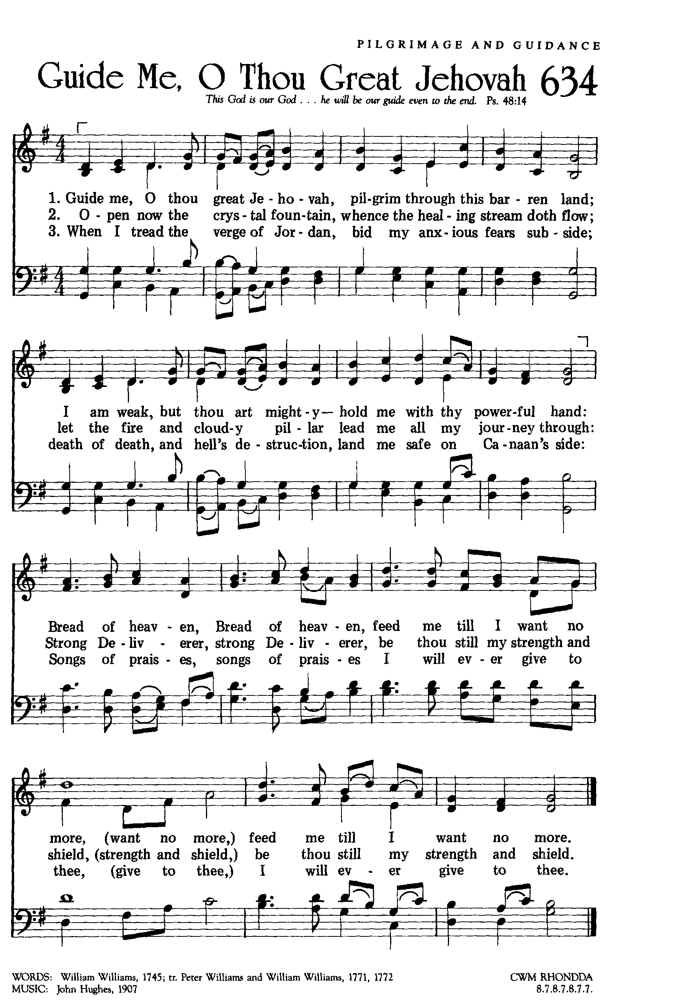 PILGRIMAGE AND GUIDANCE
Guide Me, O Thou Great Jehovah 634
This God is our God . . . he will be our guide even to the end. Ps. 48:14
1. Guide me, O thou great Je - ho - vah, pil-grim through this bar - ren land;
2. O - pen now the crys - tal foun-tain, whence the heal - ing stream doth flow;
3. When I tread the verge of Jor - dan, bid my anx - ious fears sub - side;
I am weak, but thou art might - y— hold me with thy power-ful hand:
let the fire and cloud-y pil - lar lead me all my jour-ney through:
death of death, and hell's de - struc-tion, land me safe on Ca - naan's side:
Bread of heav - en, Bread of heav - en, feed me till I want no
Strong De - liv - erer, strong De - liv - erer, be thou still my strength and
Songs of prais - es, songs of prais - es I will ev - er give to
more, (want no more,) feed me till I want no more.
shield, (strength and shield,) be thou still my strength and shield.
thee, (give to thee,) I will ev - er give to thee.
WORDS: William Williams, 1745; tr. Peter Williams and William Williams, 1771, 1772 CWM RHONDDA
MUSIC: John Hughes, 1907 8.7.8.7.8.7.7.